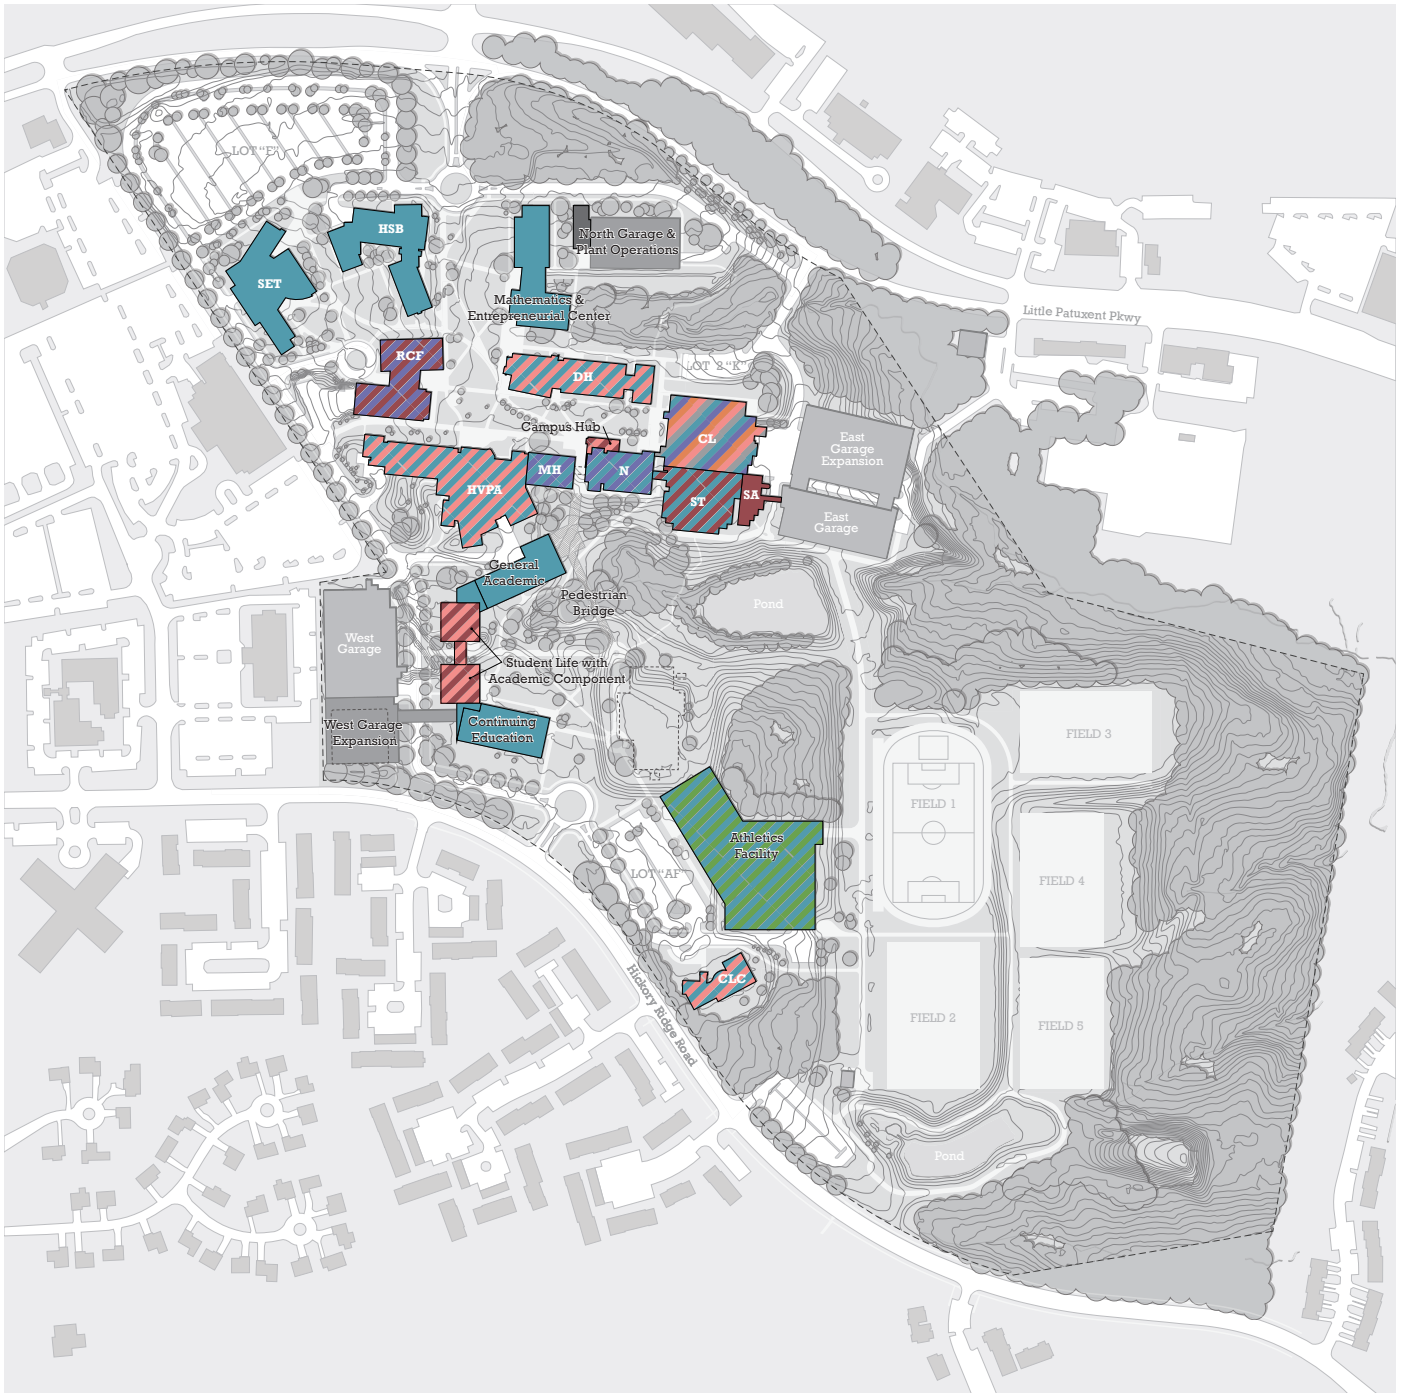 LOT "F"
HSB
North Garage &
Plant Operations
SET
Mathematics &
Entrepreneurial Center
Little Patuxent Pkwy
RCF
DH
LOT 2 "K"
Campus Hub
CL
East
Garage
Expansion
HVPA
MH
N
ST
SA
East
Garage
General
Academic
Pedestrian
Bridge
Pond
West
Garage
Student Life with
Academic Component
West Garage
Expansion
Continuing
Education
FIELD 3
FIELD 1
Athletics
Facility
LOT "AF"
FIELD 4
CLC
Hickory Ridge Road
FIELD 2
FIELD 5
Pond